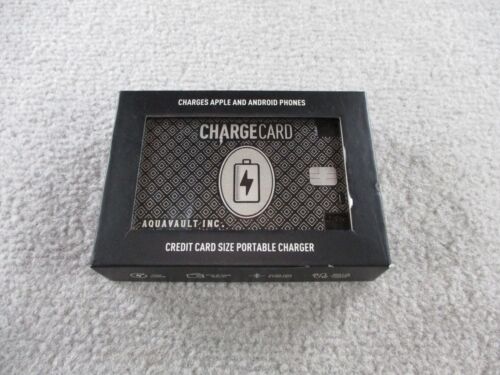 CHARGES APPLE AND ANDROID PHONES
CHARGECARD
AQUAVAULT INC.
CREDIT CARD SIZE PORTABLE CHARGER